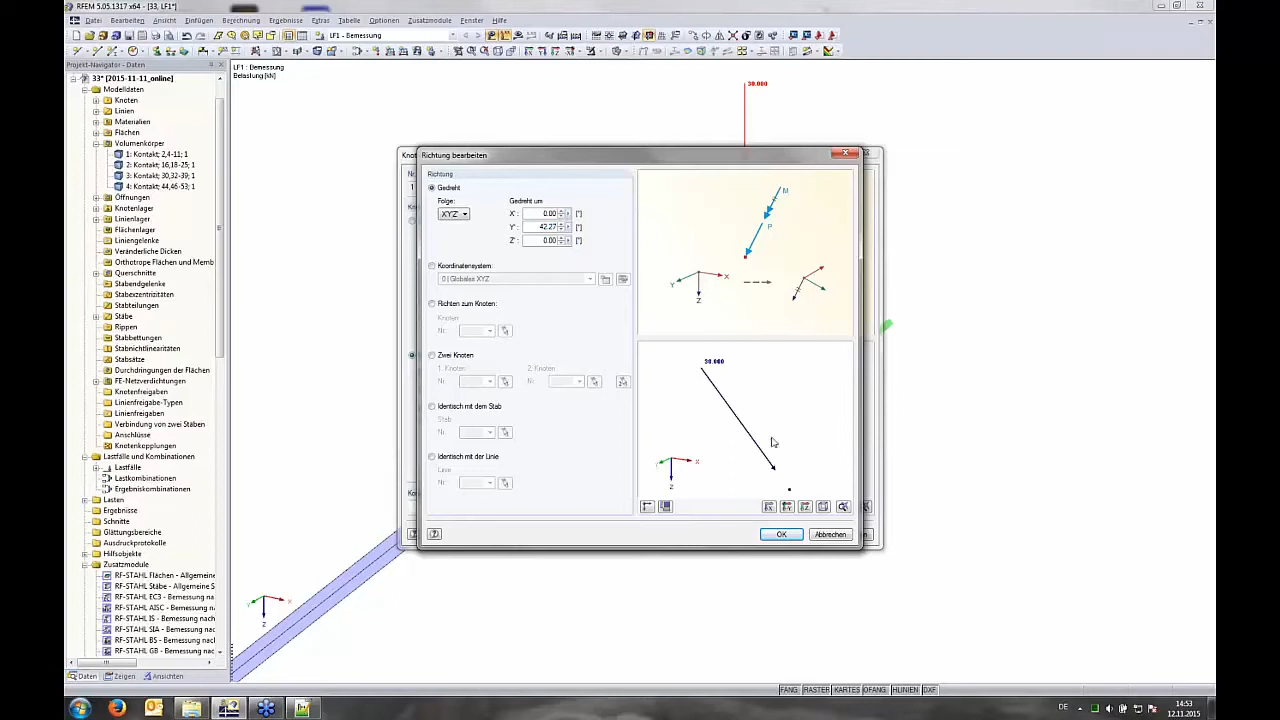 RFEM 5.05.1317 x64 - [33, LF1*]
Datei Bearbeiten Ansicht Einfügen Berechnung Ergebnisse Extras Tabelle Optionen Zusatzmodule Fenster Hilfe
LF1 - Bemessung
Projekt-Navigator - Daten
33* [2015-11-11_online]
Modelldaten
Knoten
Linien
Materialien
Flächen
Volumenkörper
1: Kontakt; 2,4-11; 1
2: Kontakt; 16,18-25; 1
3: Kontakt; 30,32-39; 1
4: Kontakt; 44,46-53; 1
Öffnungen
Knotenlager
Linienlager
Flächenlager
Liniengelenke
Veränderliche Dicken
Orthotrope Flächen und Memb
Querschnitte
Stabendgelenke
Stabexzentrizitäten
Stabteilungen
Stäbe
Rippen
Stabbettungen
Stabnichtlinearitäten
Stabsätze
Durchdringungen der Flächen
FE-Netzverdichtungen
Knotenfreigaben
Linienfreigabe-Typen
Linienfreigaben
Verbindung von zwei Stäben
Anschlüsse
Knotenkopplungen
Lastfälle und Kombinationen
Lastfälle
Lastkombinationen
Ergebniskombinationen
Lasten
Ergebnisse
Schnitte
Glättungsbereiche
Ausdruckprotokolle
Hilfsobjekte
Zusatzmodule
RF-STAHL Flächen - Allgemeine
RF-STAHL Stäbe - Allgemeine S
RF-STAHL EC3 - Bemessung na
RF-STAHL AISC - Bemessung n
RF-STAHL IS - Bemessung nac
RF-STAHL SIA - Bemessung na
RF-STAHL BS - Bemessung nac
RF-STAHL GB - Bemessung na
Daten Zeigen Ansichten
LF1 : Bemessung
Belastung [kN]
30.000
Richtung bearbeiten
Richtung
Gedreht
Folge:
XYZ
Gedreht um
X': 0.00 [°]
Y': 42.27 [°]
Z': 0.00 [°]
Koordinatensystem:
0 | Globales XYZ
Richten zum Knoten:
Knoten
Nr.
Zwei Knoten
1. Knoten 2. Knoten
Nr. Nr.
Identisch mit dem Stab
Stab
Nr.
Identisch mit der Linie
Linie
Nr.
M
P
X
Y
Z
30.000
X
Z
OK Abbrechen
X
Y
Z
FANG RASTER KARTES OFANG HLINIEN DXF
DE
14:53
12.11.2015